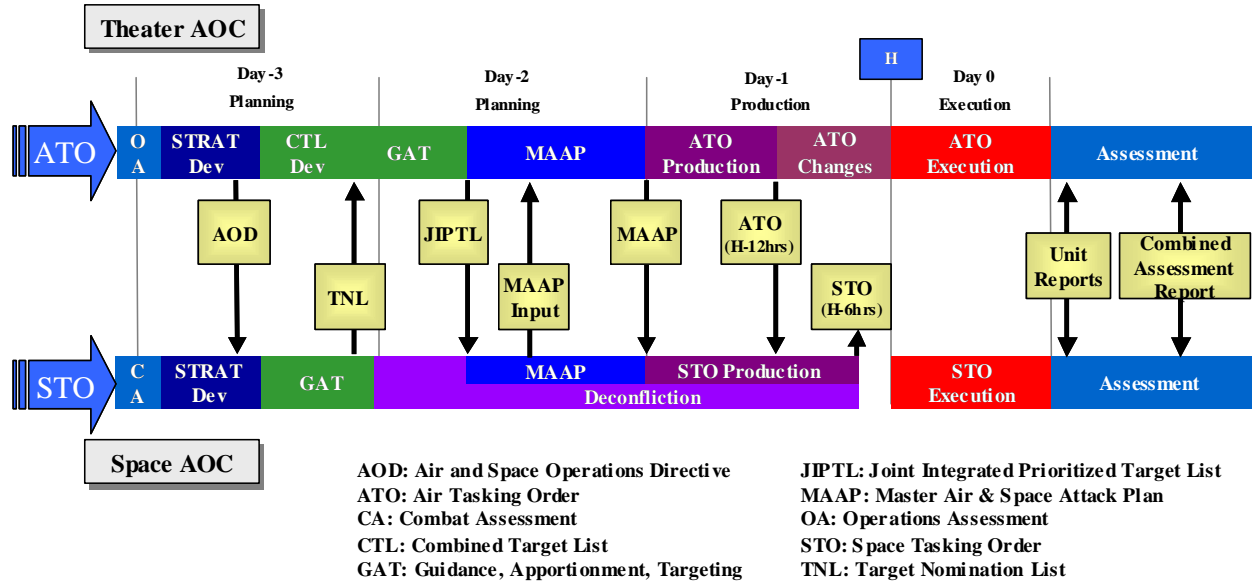 Theater AOC
H
Day-3
Planning
Day-2
Planning
Day-1
Production
Day 0
Execution
ATO
O
A
STRAT
Dev
CTL
Dev
GAT
MAAP
ATO
Production
ATO
Changes
ATO
Execution
Assessment
AOD
TNL
JIPTL
MAAP
Input
MAAP
ATO
(H-12hrs)
STO
(H-6hrs)
Unit
Reports
Combined
Assessment
Report
STO
C
A
STRAT
Dev
GAT
MAAP
STO Production
Deconfliction
STO
Execution
Assessment
Space AOC
AOD: Air and Space Operations Directive
ATO: Air Tasking Order
CA: Combat Assessment
CTL: Combined Target List
GAT: Guidance, Apportionment, Targeting
JIPTL: Joint Integrated Prioritized Target List
MAAP: Master Air & Space Attack Plan
OA: Operations Assessment
STO: Space Tasking Order
TNL: Target Nomination List